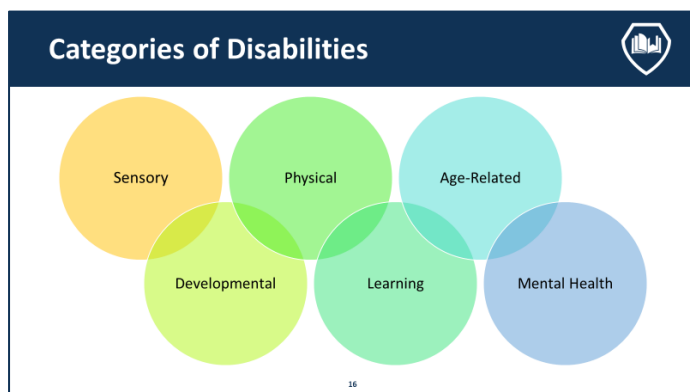 Categories of Disabilities
Sensory
Physical
Age-Related
Developmental
Learning
Mental Health
16